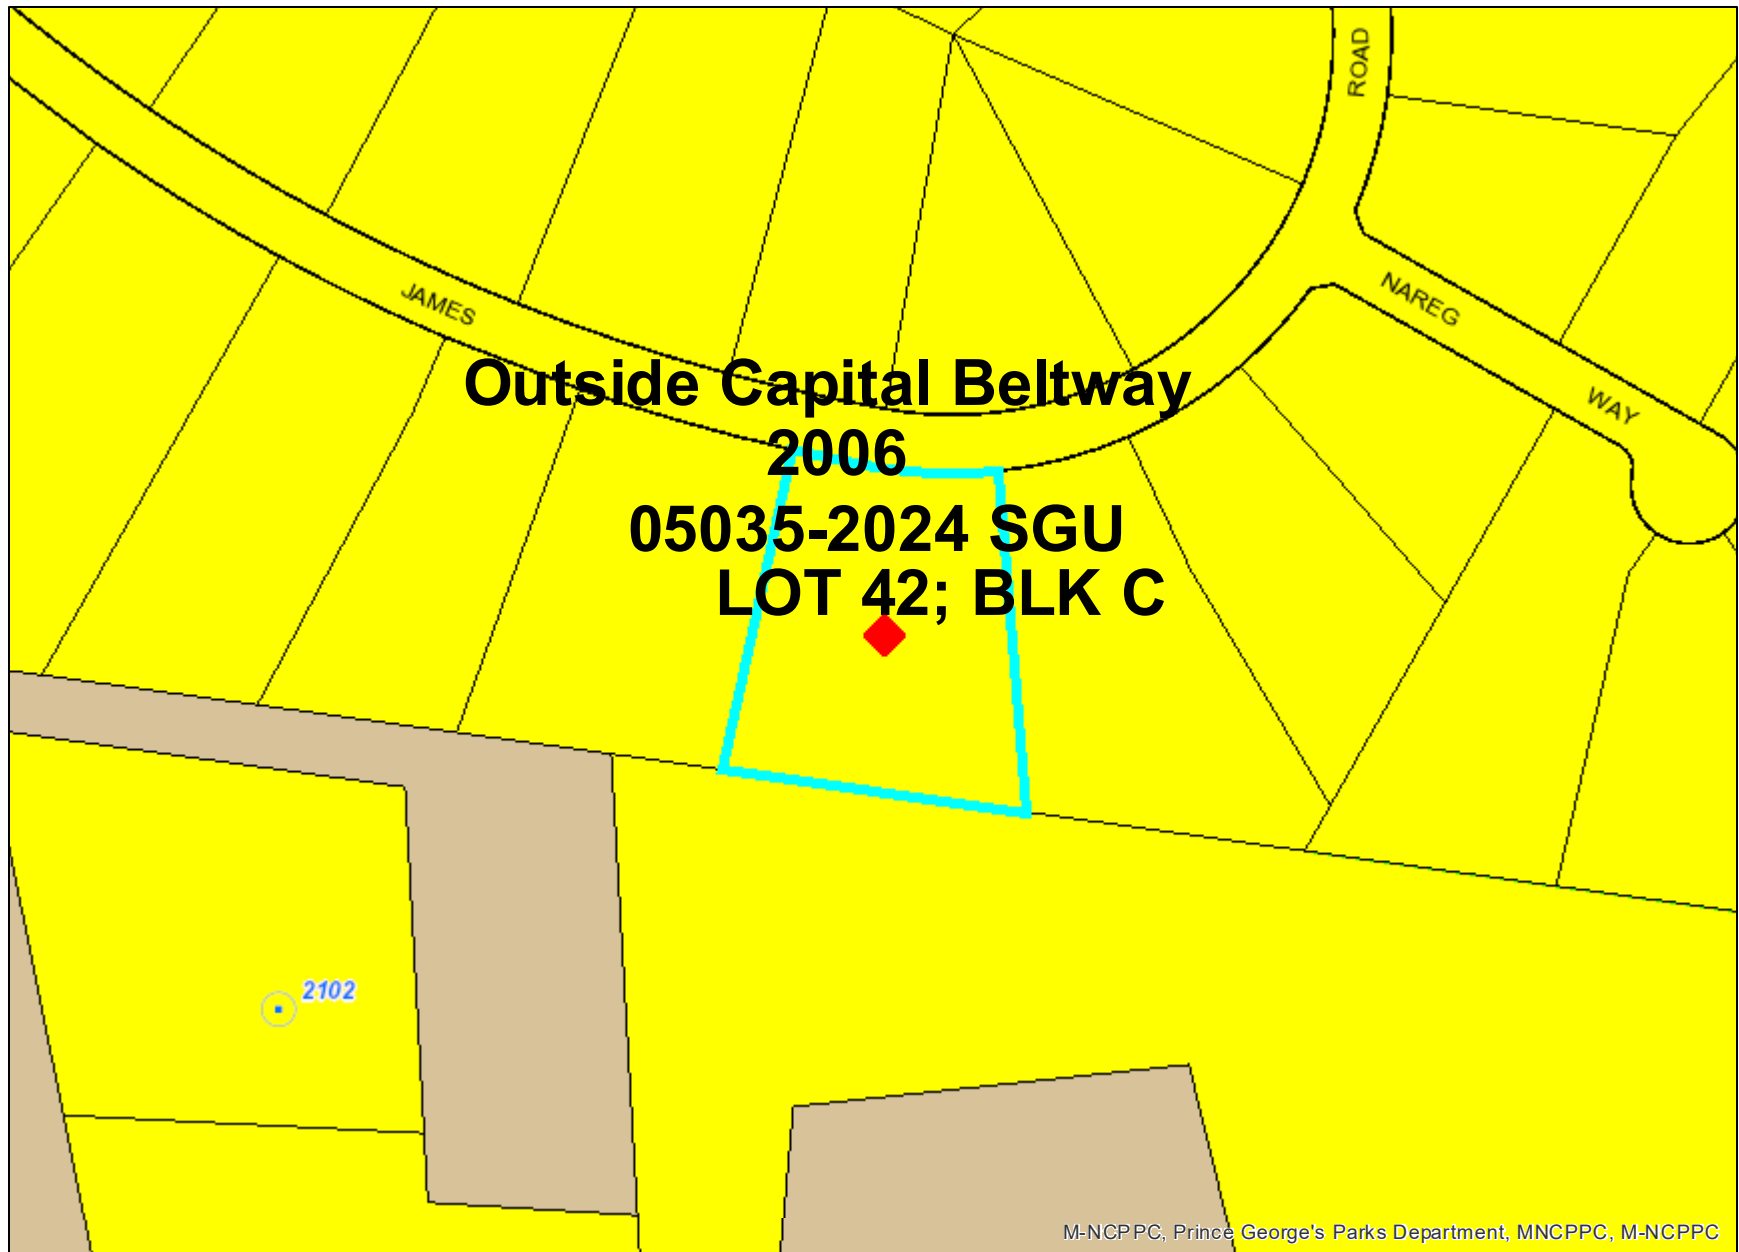 ROAD
JAMES
NAREG
WAY
Outside Capital Beltway
2006
05035-2024 SGU
LOT 42; BLK C
2102
M-NCPPC, Prince George's Parks Department, MNCPPC, M-NCPPC